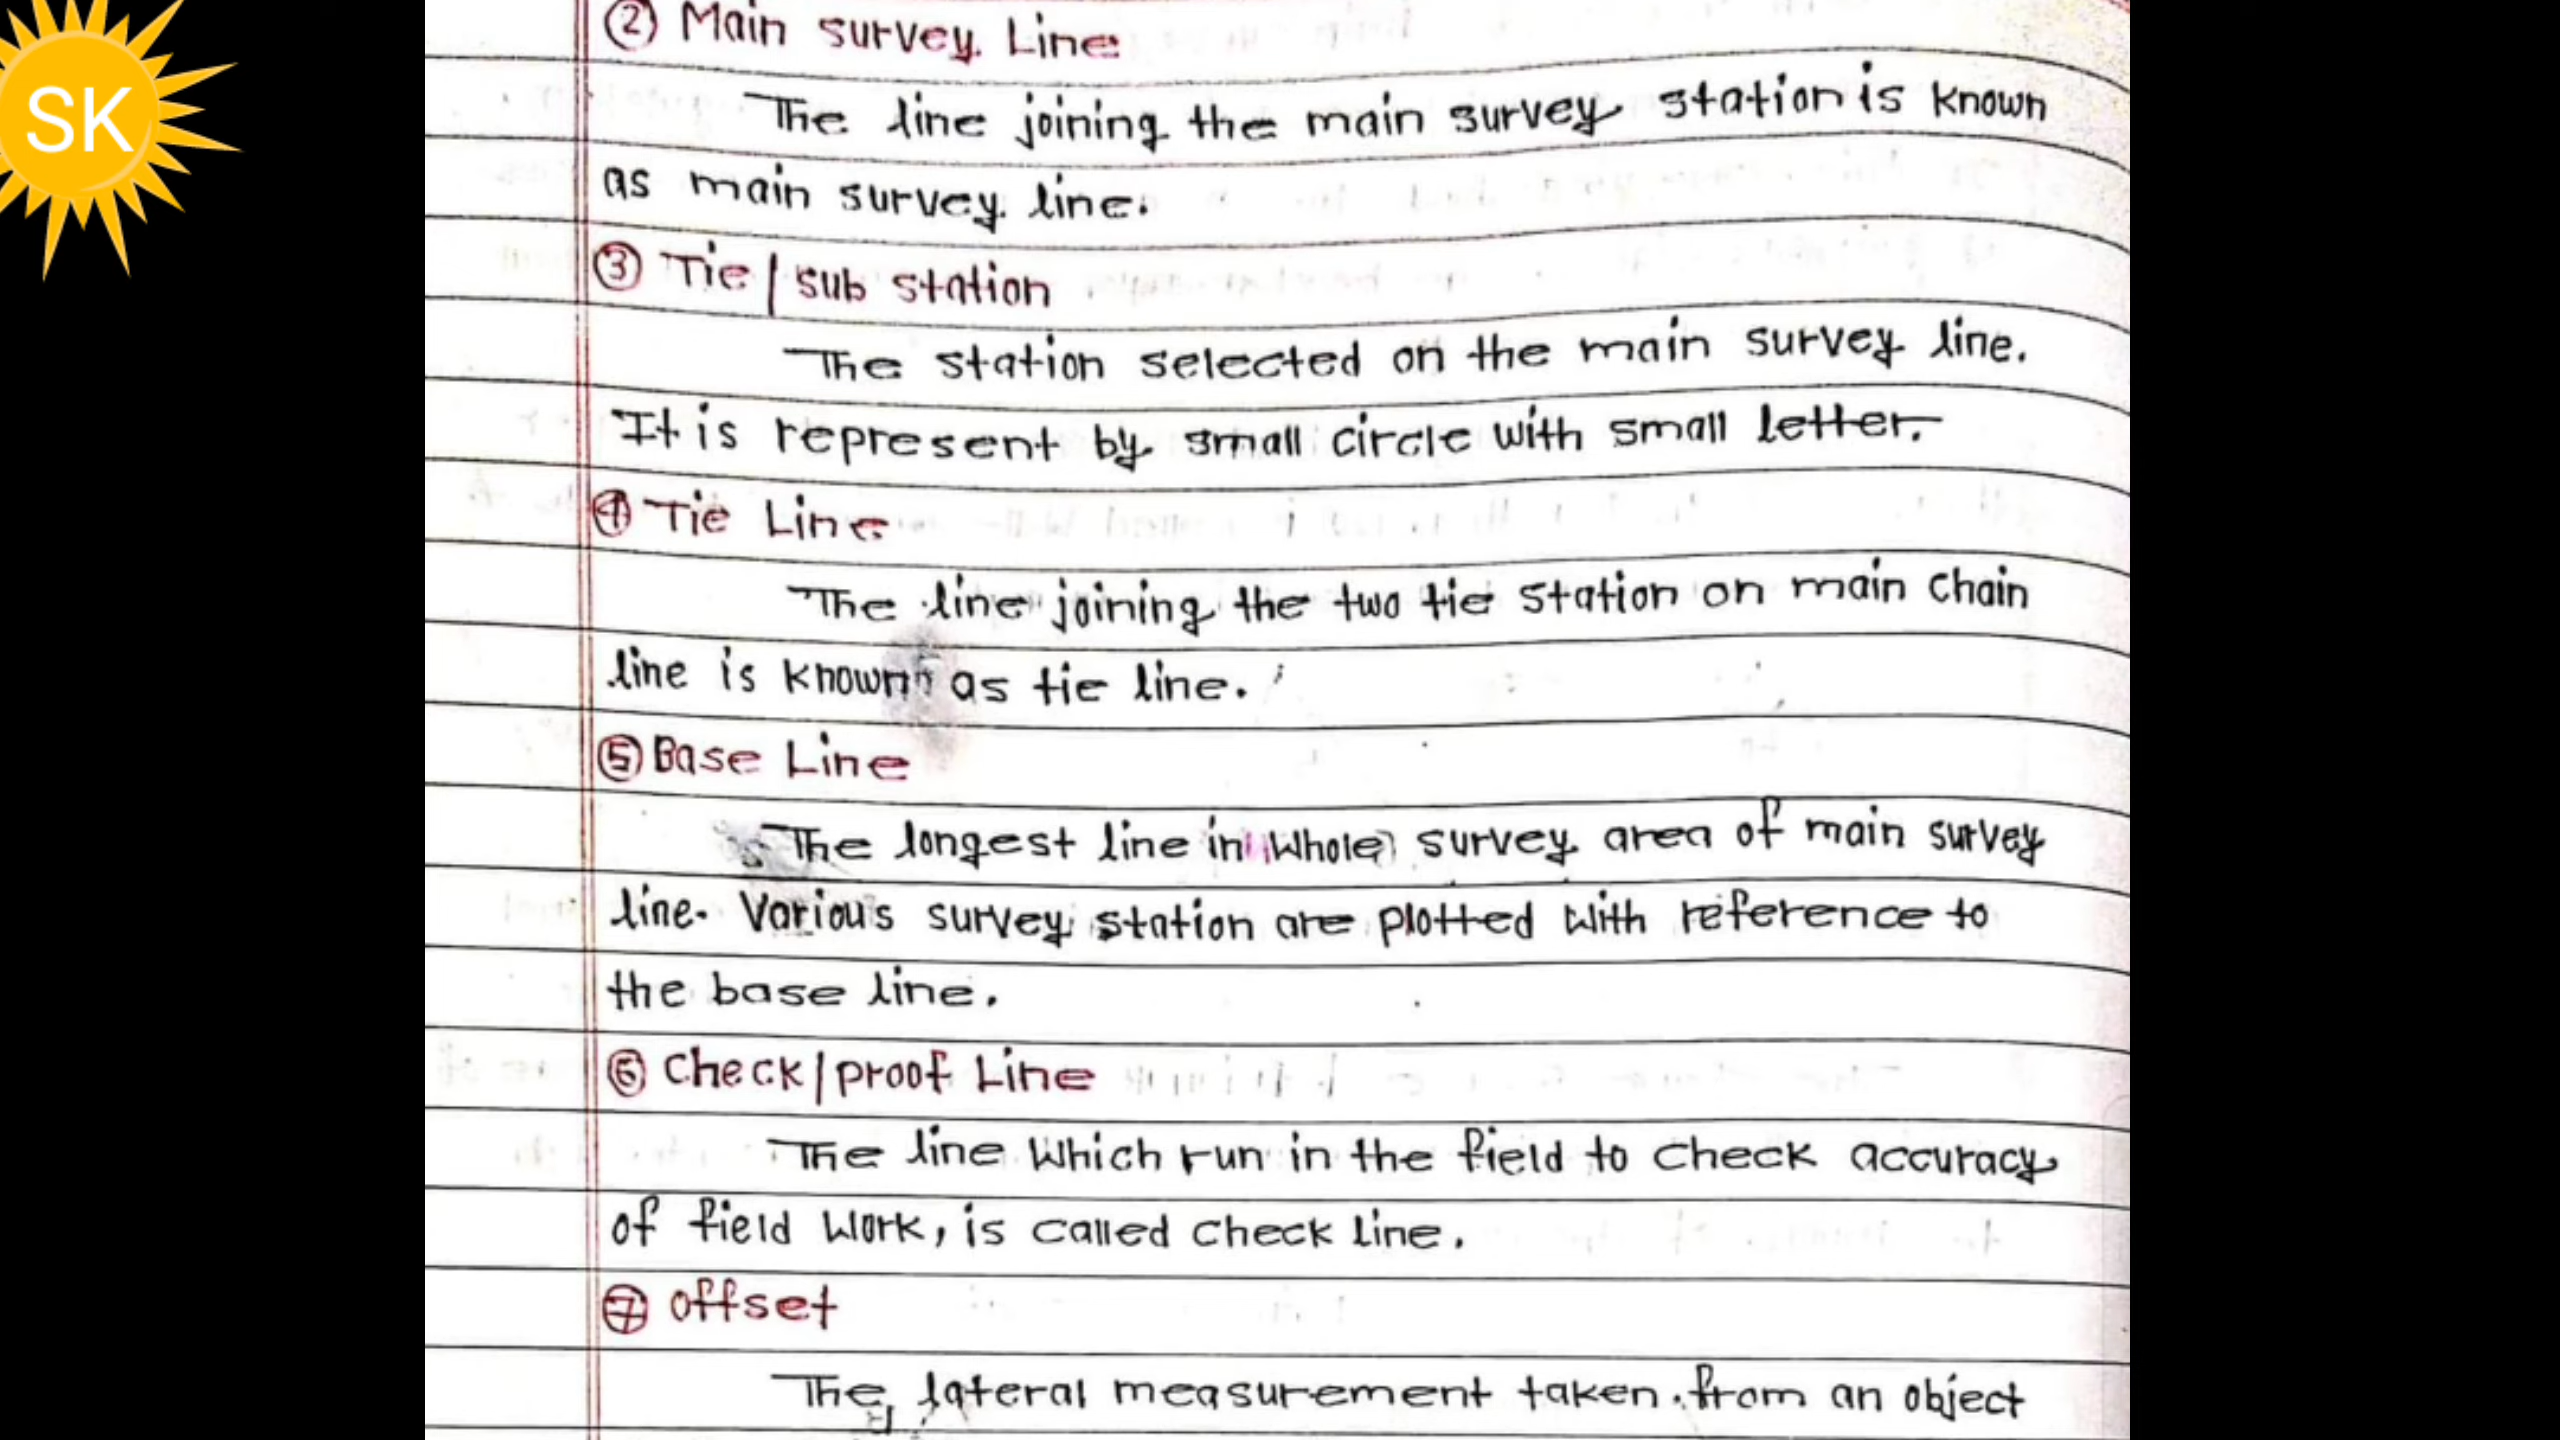 SK
② Main survey. Line
The line joining the main survey station is known
as main survey. line.
③ Tie / sub station
The station selected on the main survey line.
It is represent by small circle with small letter.
④ Tie Line
The line joining the two tie station on main chain
line is known as tie line.
⑤ Base Line
The longest line in whole survey area of main survey
line. Various survey station are plotted with reference to
the base line.
⑥ Check/proof Line
The line which run in the field to check accuracy
of field work, is called check line.
⑦ offset
The lateral measurement taken from an object